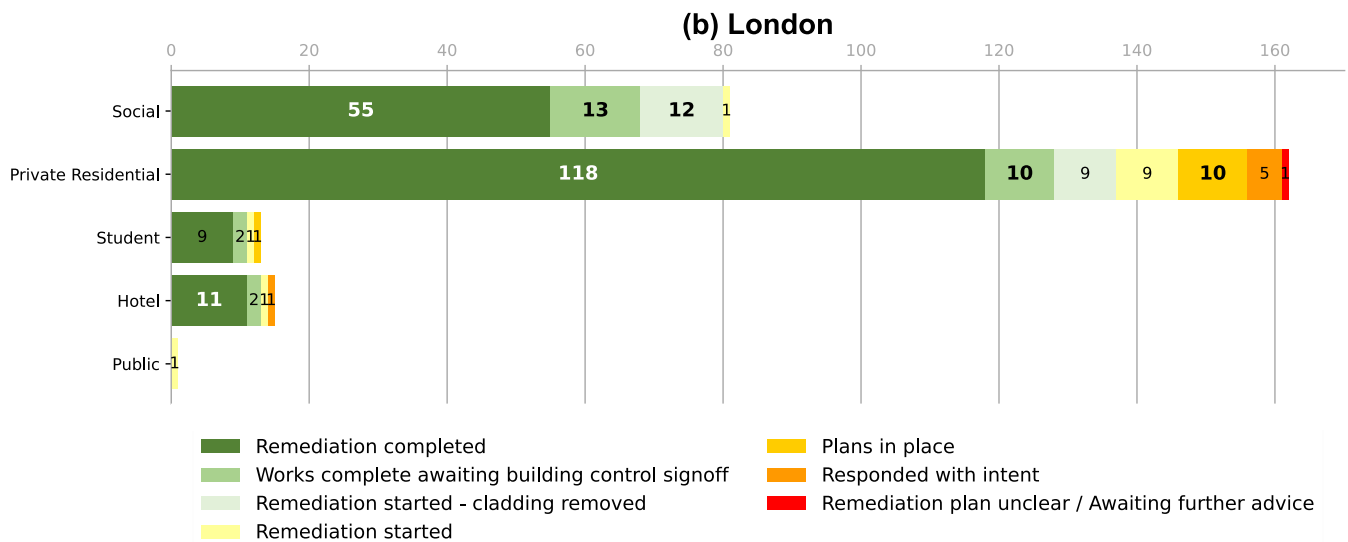 (b) London
0 20 40 60 80 100 120 140 160
Social 55 13 12 1
Private Residential 118 10 9 9 10 5 1
Student 9 2 1 1
Hotel 11 2 1 1
Public 1
Remediation completed
Works complete awaiting building control signoff
Remediation started - cladding removed
Remediation started
Plans in place
Responded with intent
Remediation plan unclear / Awaiting further advice